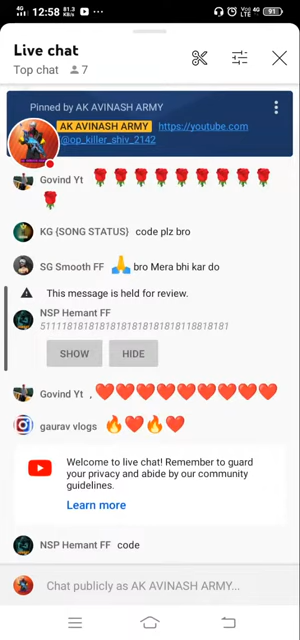 4G 12:58 81.3 KB/s VoLTE 4G 91
Live chat
Top chat 7
Pinned by AK AVINASH ARMY
AK AVINASH ARMY https://youtube.com
@op_killer_shiv_2142
Govind Yt 🌹🌹🌹🌹🌹🌹🌹🌹🌹
🌹
KG {SONG STATUS} code plz bro
SG Smooth FF 🙏 bro Mera bhi kar do
This message is held for review.
NSP Hemant FF
SHOW HIDE
Govind Yt , ❤️❤️❤️❤️❤️❤️❤️❤️❤️
gaurav vlogs 🔥❤️🔥❤️
Welcome to live chat! Remember to guard
your privacy and abide by our community
guidelines.
Learn more
NSP Hemant FF code
Chat publicly as AK AVINASH ARMY...